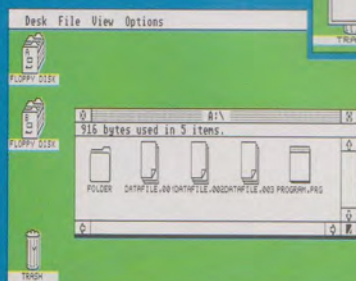 Desk File View Options
A
FLOPPY DISK
A:\
916 bytes used in 5 items.
FLOPPY DISK
FOLDER DATAFILE.001 DATAFILE.002 DATAFILE.003 PROGRAM.PRG
TRASH